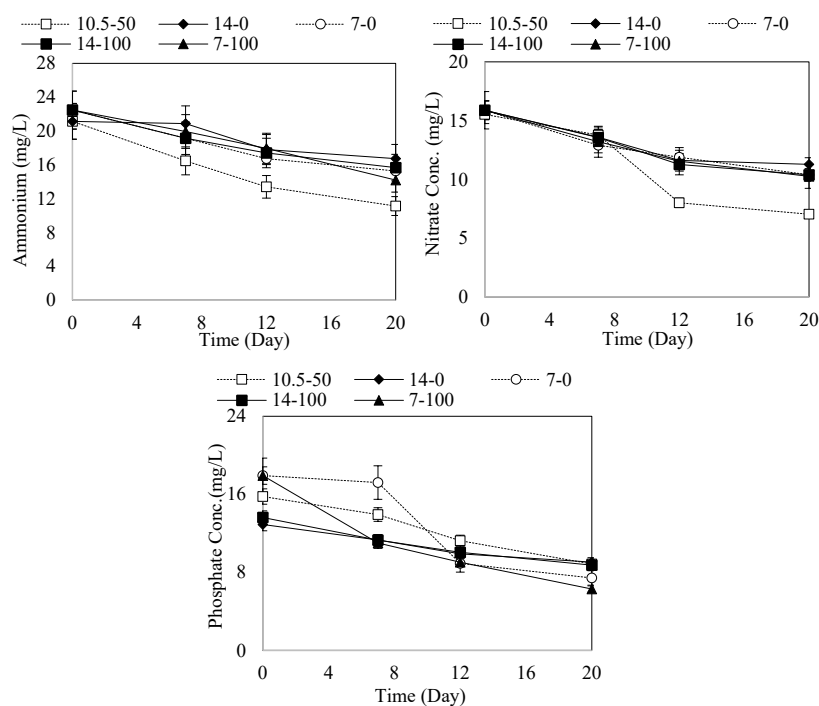 10.5-50 14-0 7-0
14-100 7-100
28
24
20
16
12
8
4
0
Ammonium (mg/L)
0 4 8 12 16 20
Time (Day)
10.5-50 14-0 7-0
14-100 7-100
20
15
10
5
0
Nitrate Conc. (mg/L)
0 4 8 12 16 20
Time (Day)
10.5-50 14-0 7-0
14-100 7-100
24
16
8
0
Phosphate Conc.(mg/L)
0 4 8 12 16 20
Time (Day)